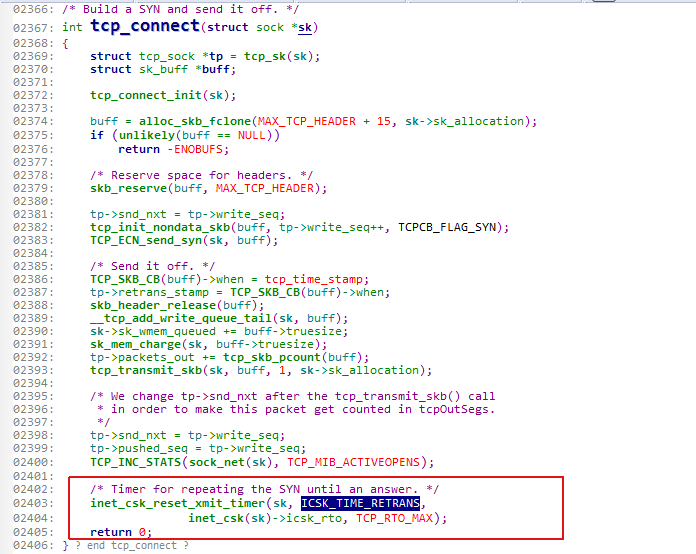 02366: /* Build a SYN and send it off. */
02367: int tcp_connect(struct sock *sk)
02368: {
02369:     struct tcp_sock *tp = tcp_sk(sk);
02370:     struct sk_buff *buff;
02371:
02372:     tcp_connect_init(sk);
02373:
02374:     buff = alloc_skb_fclone(MAX_TCP_HEADER + 15, sk->sk_allocation);
02375:     if (unlikely(buff == NULL))
02376:         return -ENOBUFS;
02377:
02378:     /* Reserve space for headers. */
02379:     skb_reserve(buff, MAX_TCP_HEADER);
02380:
02381:     tp->snd_nxt = tp->write_seq;
02382:     tcp_init_nondata_skb(buff, tp->write_seq++, TCPCB_FLAG_SYN);
02383:     TCP_ECN_send_syn(sk, buff);
02384:
02385:     /* Send it off. */
02386:     TCP_SKB_CB(buff)->when = tcp_time_stamp;
02387:     tp->retrans_stamp = TCP_SKB_CB(buff)->when;
02388:     skb_header_release(buff);
02389:     __tcp_add_write_queue_tail(sk, buff);
02390:     sk->sk_wmem_queued += buff->truesize;
02391:     sk_mem_charge(sk, buff->truesize);
02392:     tp->packets_out += tcp_skb_pcount(buff);
02393:     tcp_transmit_skb(sk, buff, 1, sk->sk_allocation);
02394:
02395:     /* We change tp->snd_nxt after the tcp_transmit_skb() call
02396:      * in order to make this packet get counted in tcpOutSegs.
02397:      */
02398:     tp->snd_nxt = tp->write_seq;
02399:     tp->pushed_seq = tp->write_seq;
02400:     TCP_INC_STATS(sock_net(sk), TCP_MIB_ACTIVEOPENS);
02401:
02402:     /* Timer for repeating the SYN until an answer. */
02403:     inet_csk_reset_xmit_timer(sk, ICSK_TIME_RETRANS,
02404:                   inet_csk(sk)->icsk_rto, TCP_RTO_MAX);
02405:     return 0;
02406: } ? end tcp_connect ?